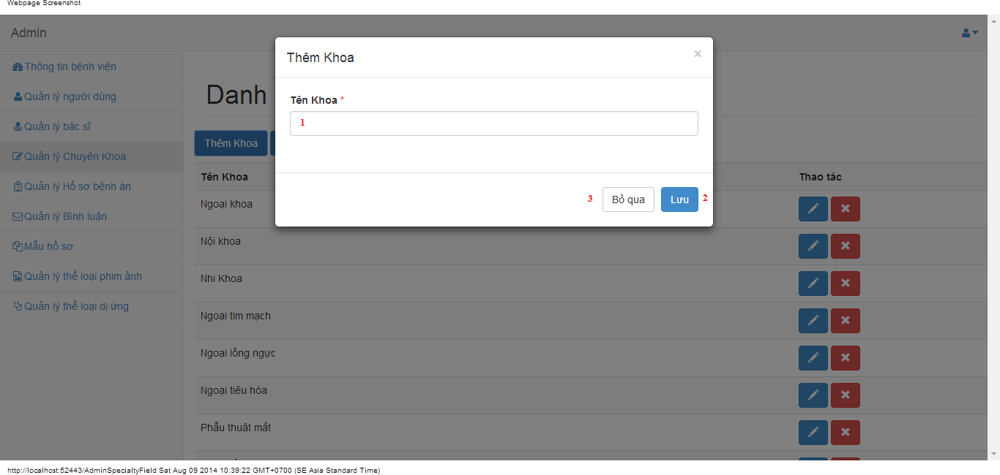 Webpage Screenshot
Admin
Thêm Khoa ×
Thông tin bệnh viện
Quản lý người dùng
Quản lý bác sĩ
Quản lý Chuyên Khoa
Quản lý Hồ sơ bệnh án
Quản lý Bình luận
Mẫu hồ sơ
Quản lý thể loại phim ảnh
Quản lý thể loại dị ứng
Danh
Tên Khoa *
1
Thêm Khoa
3 Bỏ qua Lưu 2
Tên Khoa Thao tác
Ngoại khoa
Nội khoa
Nhi Khoa
Ngoại tim mạch
Ngoại lồng ngực
Ngoại tiêu hóa
Phẫu thuật mắt
http://localhost:52443/AdminSpecialtyField Sat Aug 09 2014 10:39:22 GMT+0700 (SE Asia Standard Time)